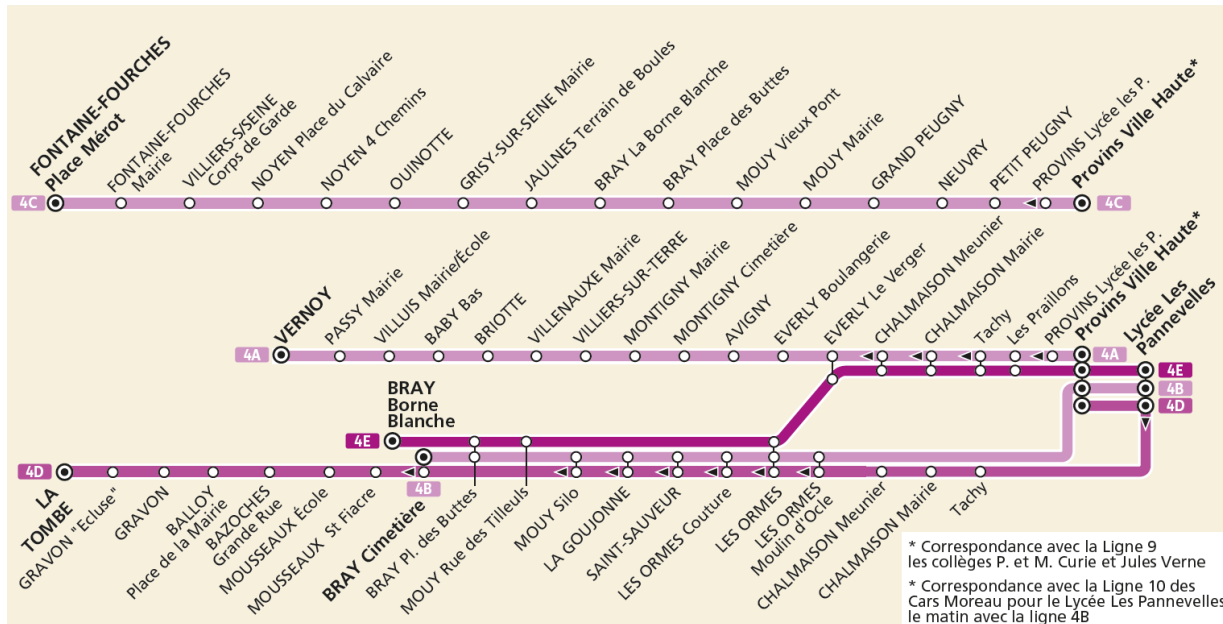 FONTAINE-FOURCHES
Place Mérot
FONTAINE-FOURCHES
Mairie
VILLIERS-S/SEINE
Corps de Garde
NOYEN Place du Calvaire
NOYEN 4 Chemins
OUINOTTE
GRISY-SUR-SEINE Mairie
JAULNES Terrain de Boules
BRAY La Borne Blanche
BRAY Place des Buttes
MOUY Vieux Pont
MOUY Mairie
GRAND PEUGNY
NEUVRY
PETIT PEUGNY
PROVINS Lycée les P.
Provins Ville Haute*
4C
4C
VERNOY
PASSY Mairie
VILLUIS Mairie/École
BABY Bas
BRIOTTE
VILLENAUXE Mairie
VILLIERS-SUR-TERRE
MONTIGNY Mairie
MONTIGNY Cimetière
AVIGNY
EVERLY Boulangerie
EVERLY Le Verger
CHALMAISON Meunier
CHALMAISON Mairie
Tachy
Les Praillons
PROVINS Lycée les P.
Provins Ville Haute*
Lycée Les
Pannevelles
4A
4A
4E
4B
4D
BRAY
Borne
Blanche
4E
4D
4B
LA
TOMBE
GRAVON "Ecluse"
GRAVON
BALLOY
Place de la Mairie
BAZOCHES
Grande Rue
MOUSSEAUX École
MOUSSEAUX St Fiacre
BRAY Cimetière
BRAY Pl. des Buttes
MOUY Rue des Tilleuls
MOUY Silo
LA GOUJONNE
SAINT-SAUVEUR
LES ORMES Couture
LES ORMES
LES ORMES
Moulin d'Ocle
CHALMAISON Meunier
CHALMAISON Mairie
Tachy
* Correspondance avec la Ligne 9
les collèges P. et M. Curie et Jules Verne
* Correspondance avec la Ligne 10 des
Cars Moreau pour le Lycée Les Pannevelles
le matin avec la ligne 4B